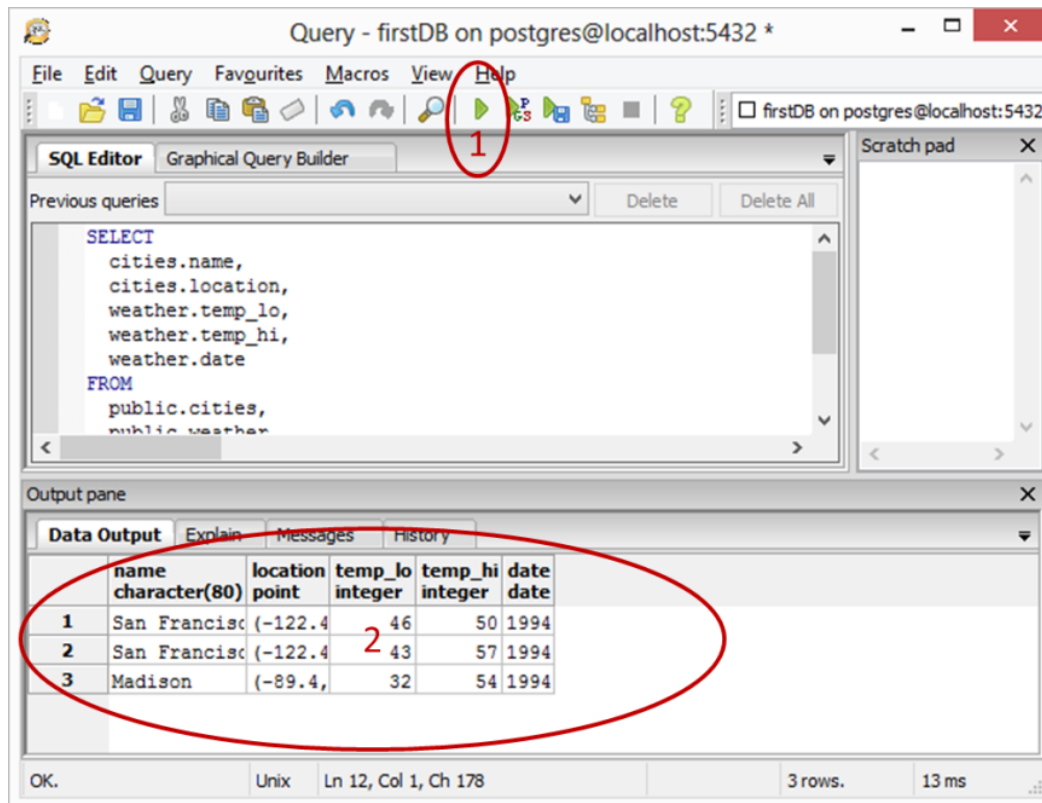 Query - firstDB on postgres@localhost:5432 *
File Edit Query Favourites Macros View Help
firstDB on postgres@localhost:5432
1
SQL Editor Graphical Query Builder
Scratch pad
Previous queries Delete Delete All
SELECT
cities.name,
cities.location,
weather.temp_lo,
weather.temp_hi,
weather.date
FROM
public.cities,
public.weather
Output pane
Data Output Explain Messages History
name location temp_lo temp_hi date
character(80) point integer integer date
1 San Francisc (-122.4 46 50 1994
2 San Francisc (-122.4 43 57 1994
2
3 Madison (-89.4, 32 54 1994
OK. Unix Ln 12, Col 1, Ch 178 3 rows. 13 ms